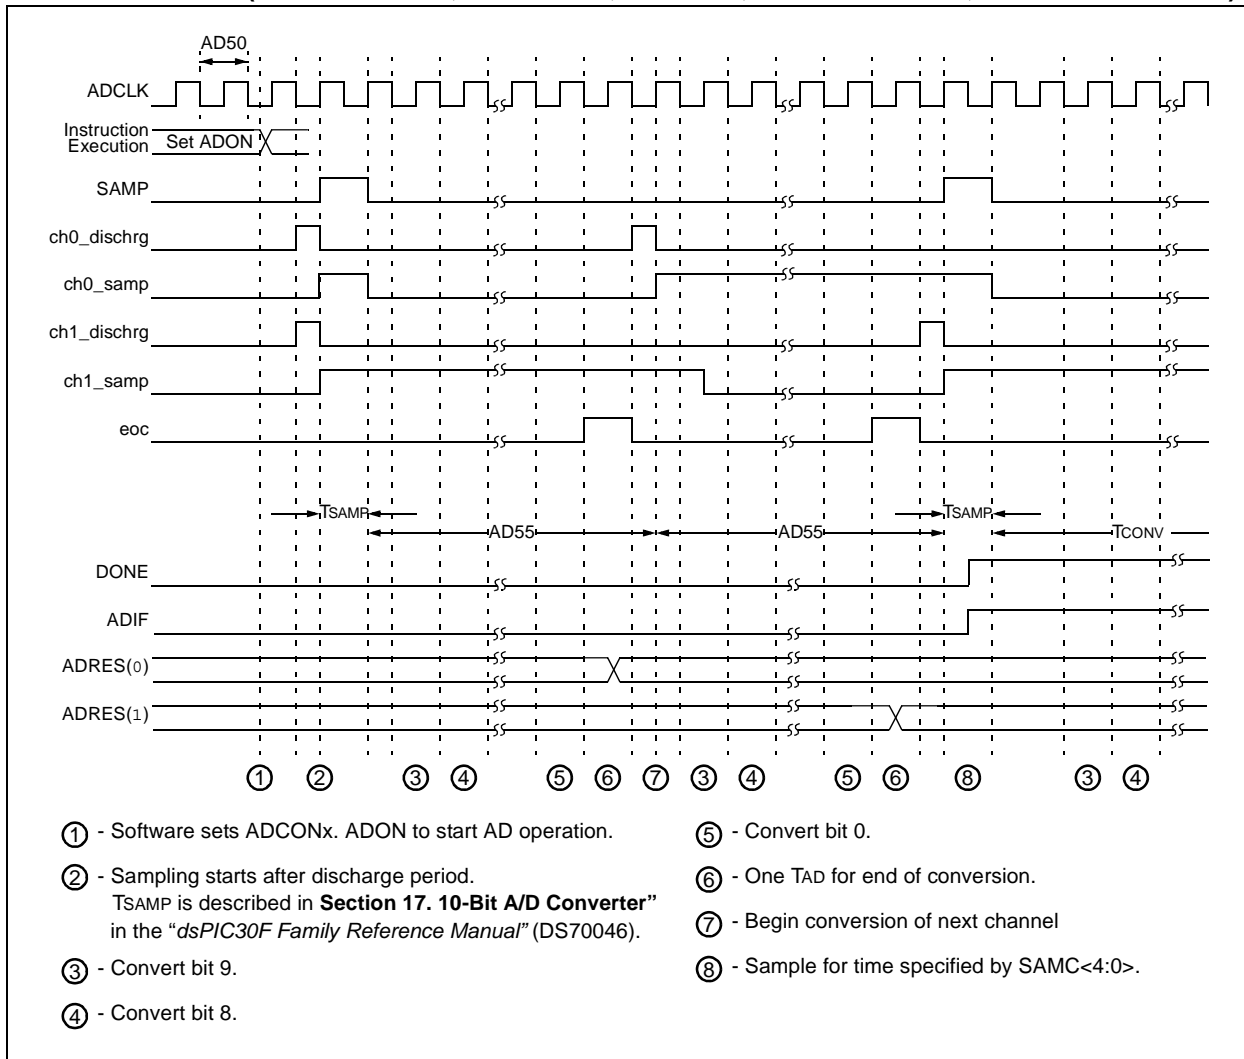 AD50
ADCLK
Instruction
Execution
Set ADON
SAMP
ch0_dischrg
ch0_samp
ch1_dischrg
ch1_samp
eoc
TSAMP TSAMP
AD55 AD55 TCONV
DONE
ADIF
ADRES(0)
ADRES(1)
1 2 3 4 5 6 7 3 4 5 6 8 3 4
1 - Software sets ADCONx. ADON to start AD operation.
2 - Sampling starts after discharge period.
TSAMP is described in Section 17. 10-Bit A/D Converter”
in the “dsPIC30F Family Reference Manual” (DS70046).
3 - Convert bit 9.
4 - Convert bit 8.
5 - Convert bit 0.
6 - One TAD for end of conversion.
7 - Begin conversion of next channel
8 - Sample for time specified by SAMC<4:0>.